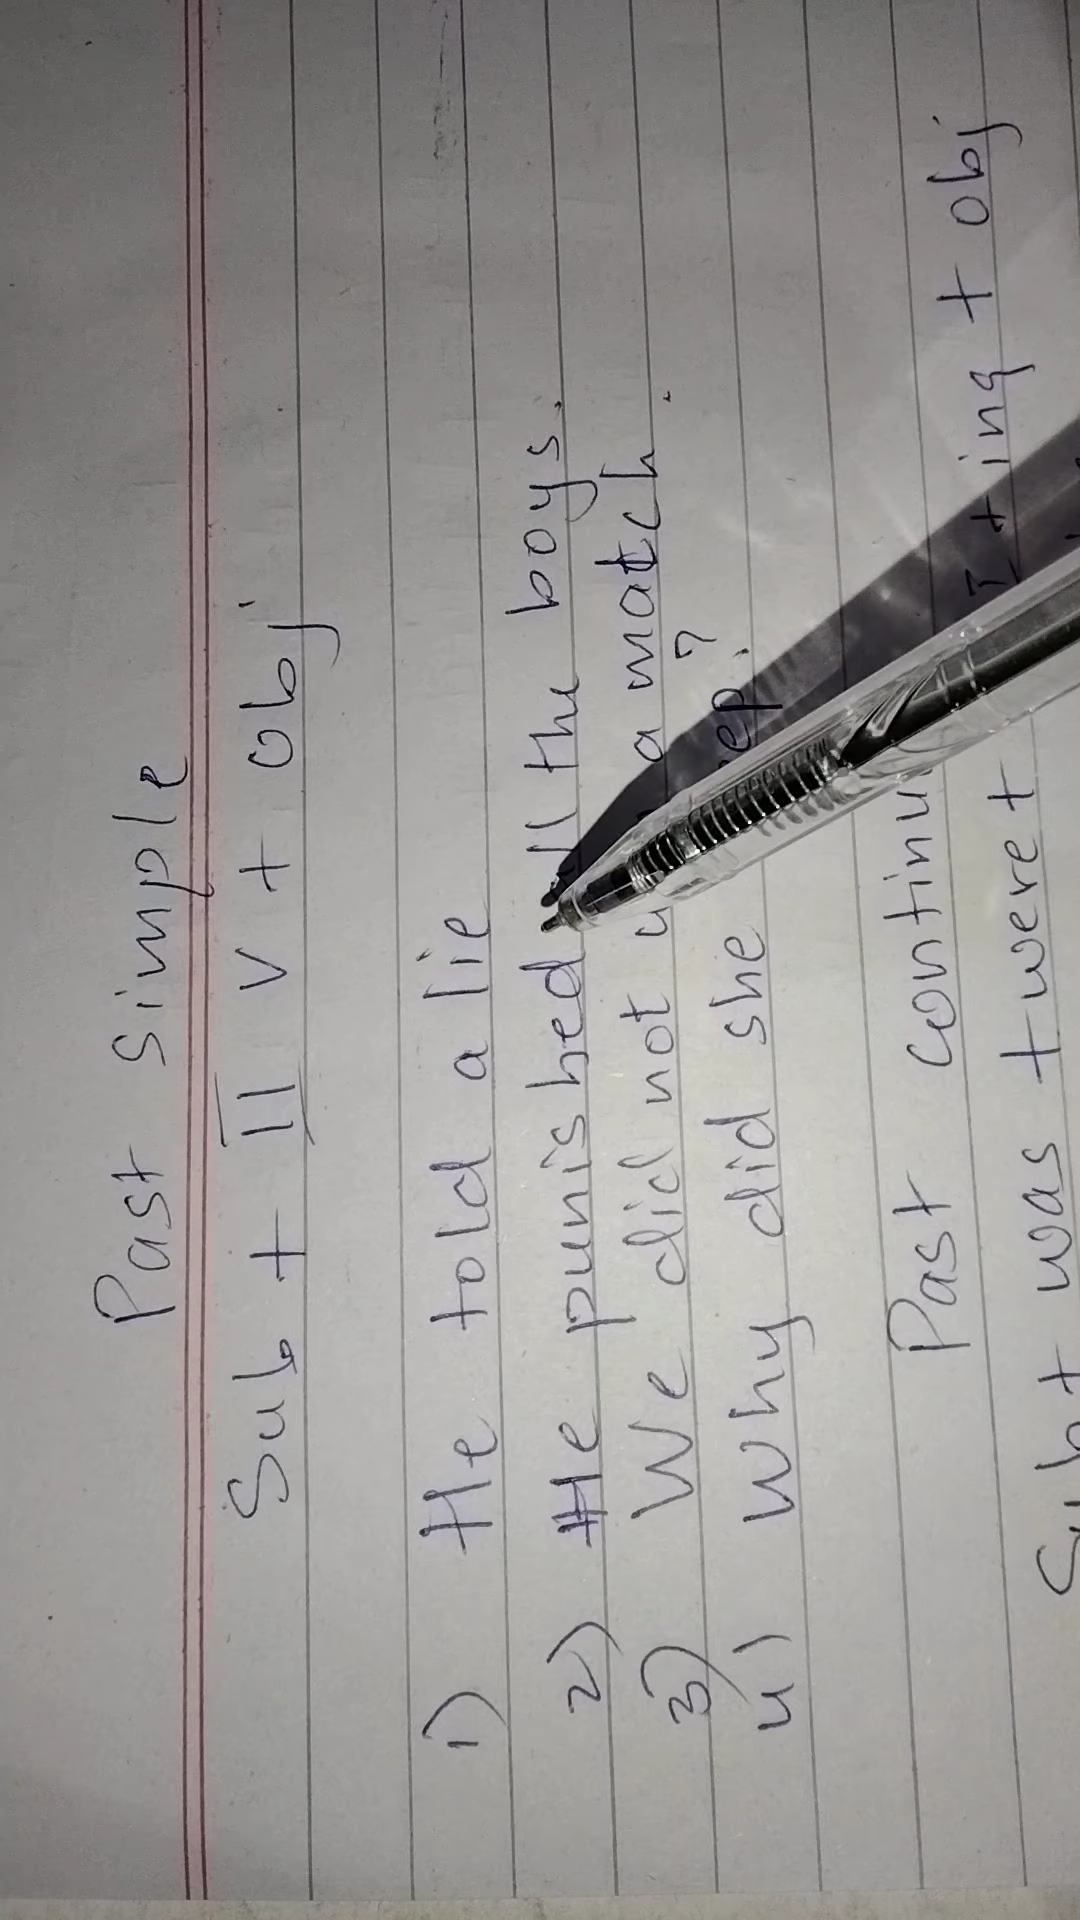 Past Simple
Sub + II V + obj
1) He told a lie
2) He punished the boys.
3) We did not a match.
4) Why did she ?
Past
was + were + + ing + obj